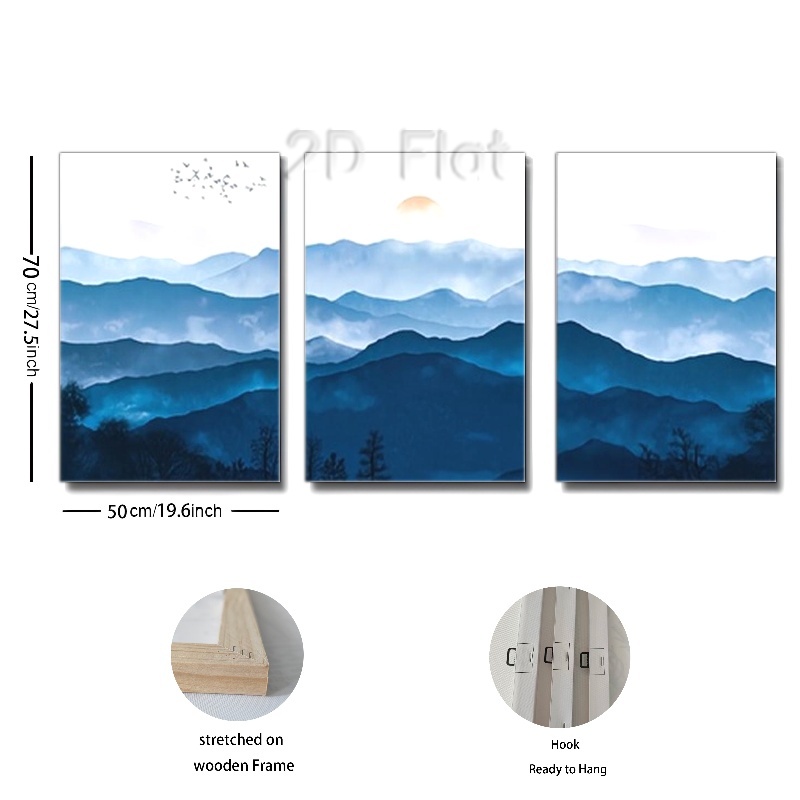 2D Flat
70 cm/27.5inch
50cm/19.6inch
stretched on
wooden Frame
Hook
Ready to Hang